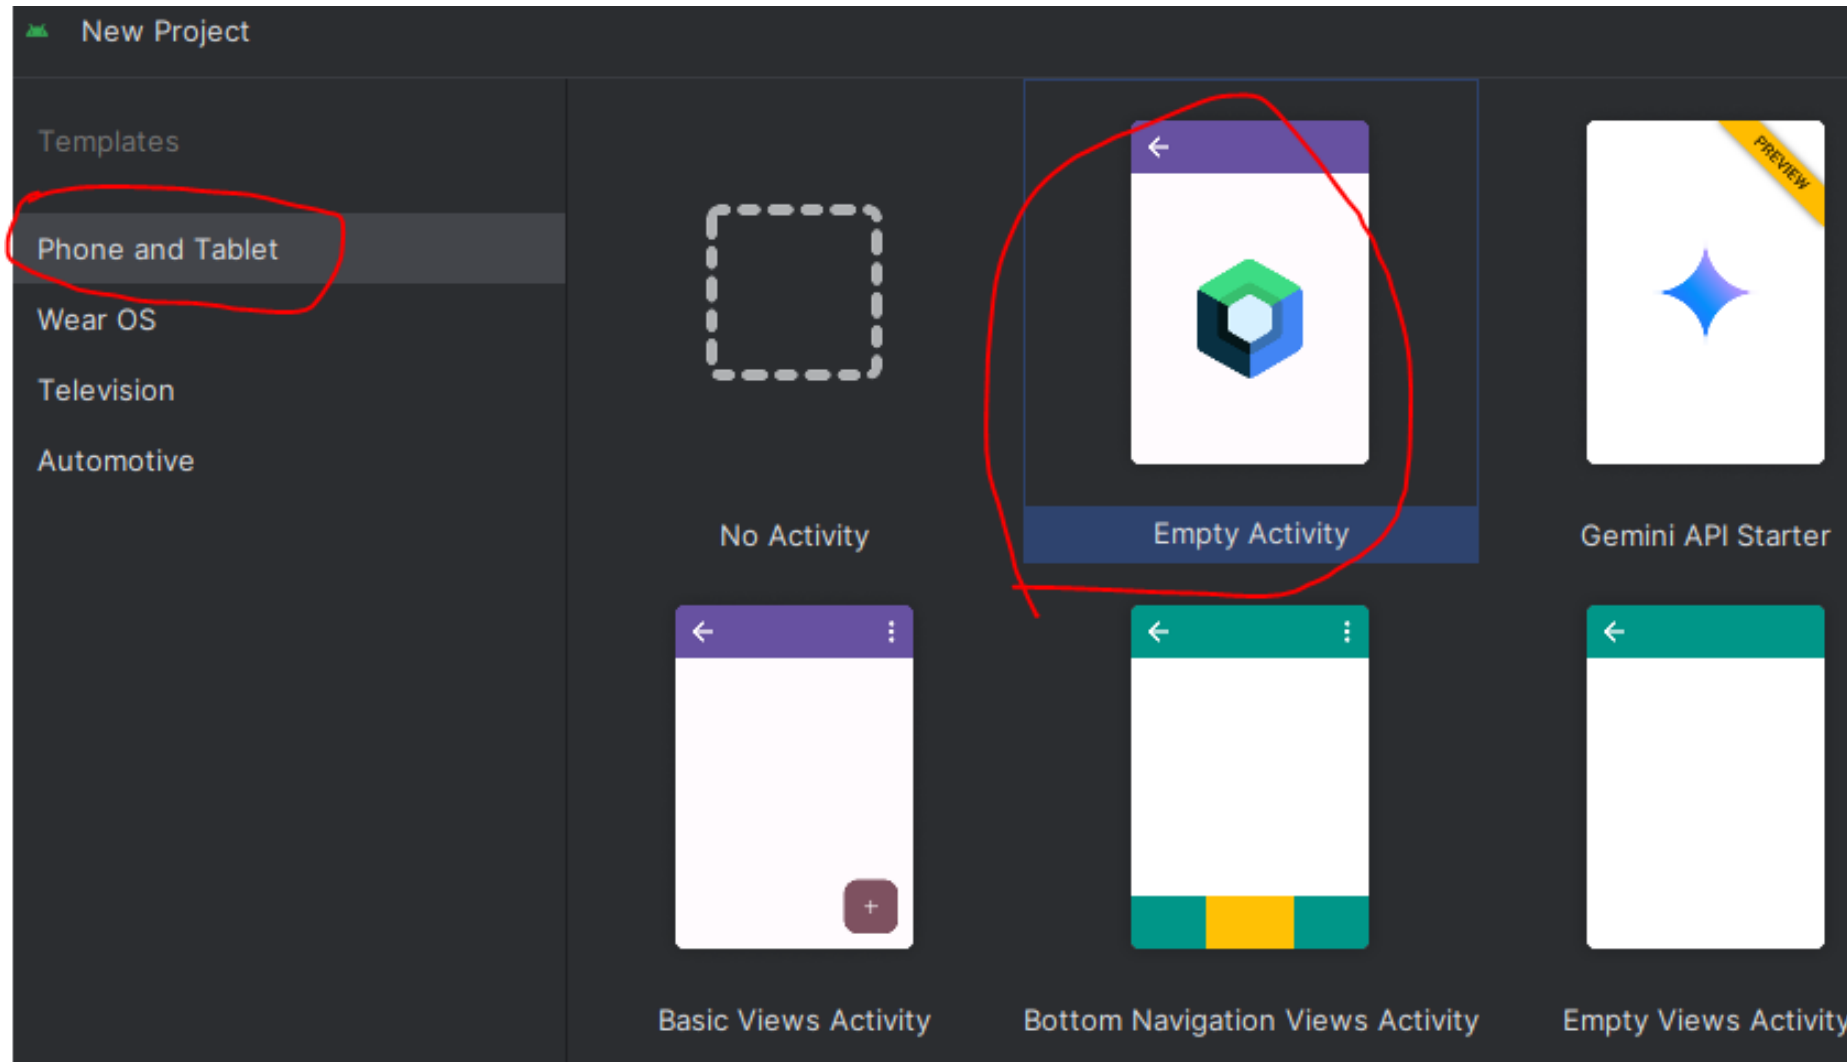 New Project
Templates
Phone and Tablet
Wear OS
Television
Automotive
PREVIEW
No Activity
Empty Activity
Gemini API Starter
Basic Views Activity
Bottom Navigation Views Activity
Empty Views Activity